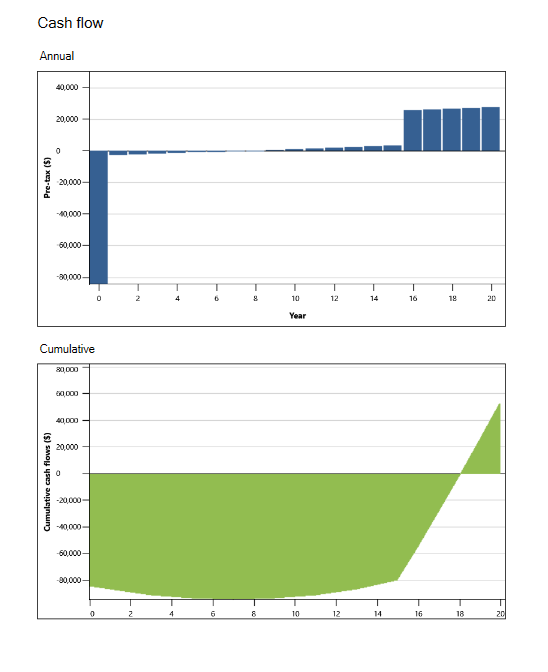 Cash flow
Annual
Pre-tax ($)
40,000
20,000
0
-20,000
-40,000
-60,000
-80,000
0 2 4 6 8 10 12 14 16 18 20
Year
Cumulative
Cumulative cash flows ($)
80,000
60,000
40,000
20,000
0
-20,000
-40,000
-60,000
-80,000
0 2 4 6 8 10 12 14 16 18 20